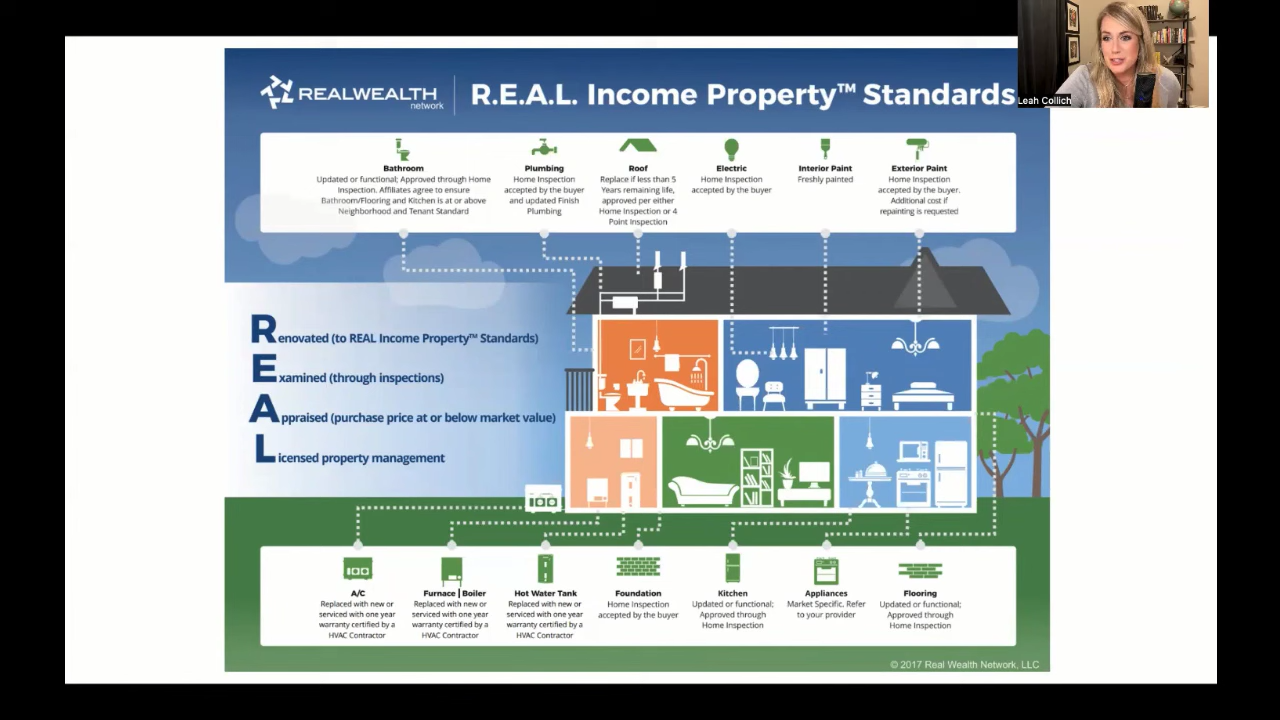 REALWEALTH
network
R.E.A.L. Income Property™ Standards
Leah Collich
Bathroom
Updated or functional; Approved through Home
Inspection. Affiliates agree to ensure
Bathroom/Flooring and Kitchen is at or above
Neighborhood and Tenant Standard
Plumbing
Home Inspection
accepted by the buyer
and updated Finish
Plumbing
Roof
Replace if less than 5
Years remaining life,
approved per either
Home Inspection or 4
Point Inspection
Electric
Home Inspection
accepted by the buyer
Interior Paint
Freshly painted
Exterior Paint
Home Inspection
accepted by the buyer.
Additional cost if
repainting is requested
Renovated (to REAL Income Property™ Standards)
Examined (through inspections)
Appraised (purchase price at or below market value)
Licensed property management
A/C
Replaced with new or
serviced with one year
warranty certified by a
HVAC Contractor
Furnace | Boiler
Replaced with new or
serviced with one year
warranty certified by a
HVAC Contractor
Hot Water Tank
Replaced with new or
serviced with one year
warranty certified by a
HVAC Contractor
Foundation
Home Inspection
accepted by the buyer
Kitchen
Updated or functional;
Approved through
Home Inspection
Appliances
Market Specific. Refer
to your provider
Flooring
Updated or functional;
Approved through
Home Inspection
© 2017 Real Wealth Network, LLC